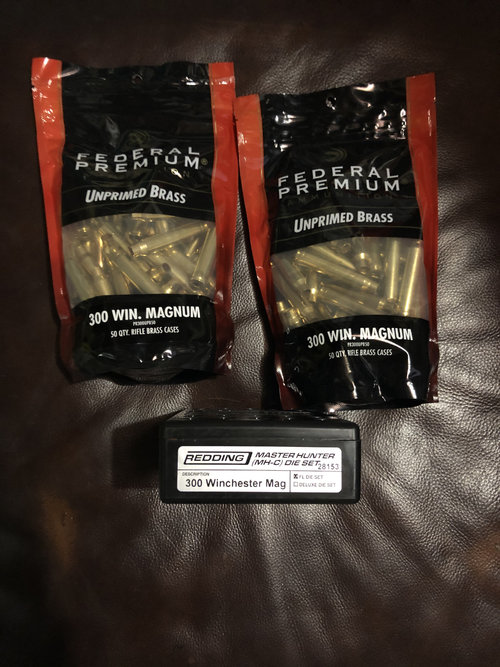 FEDERAL
PREMIUM®
UNPRIMED BRASS
300 WIN. MAGNUM
50 QTY. RIFLE BRASS CASES
FEDERAL
PREMIUM
AMMUNITION
UNPRIMED BRASS
300 WIN. MAGNUM
50 QTY. RIFLE BRASS CASES
REDDING MASTER HUNTER
(MH-C) DIE SET
28153
DESCRIPTION
300 Winchester Mag
FL DIE SET
DELUXE DIE SET